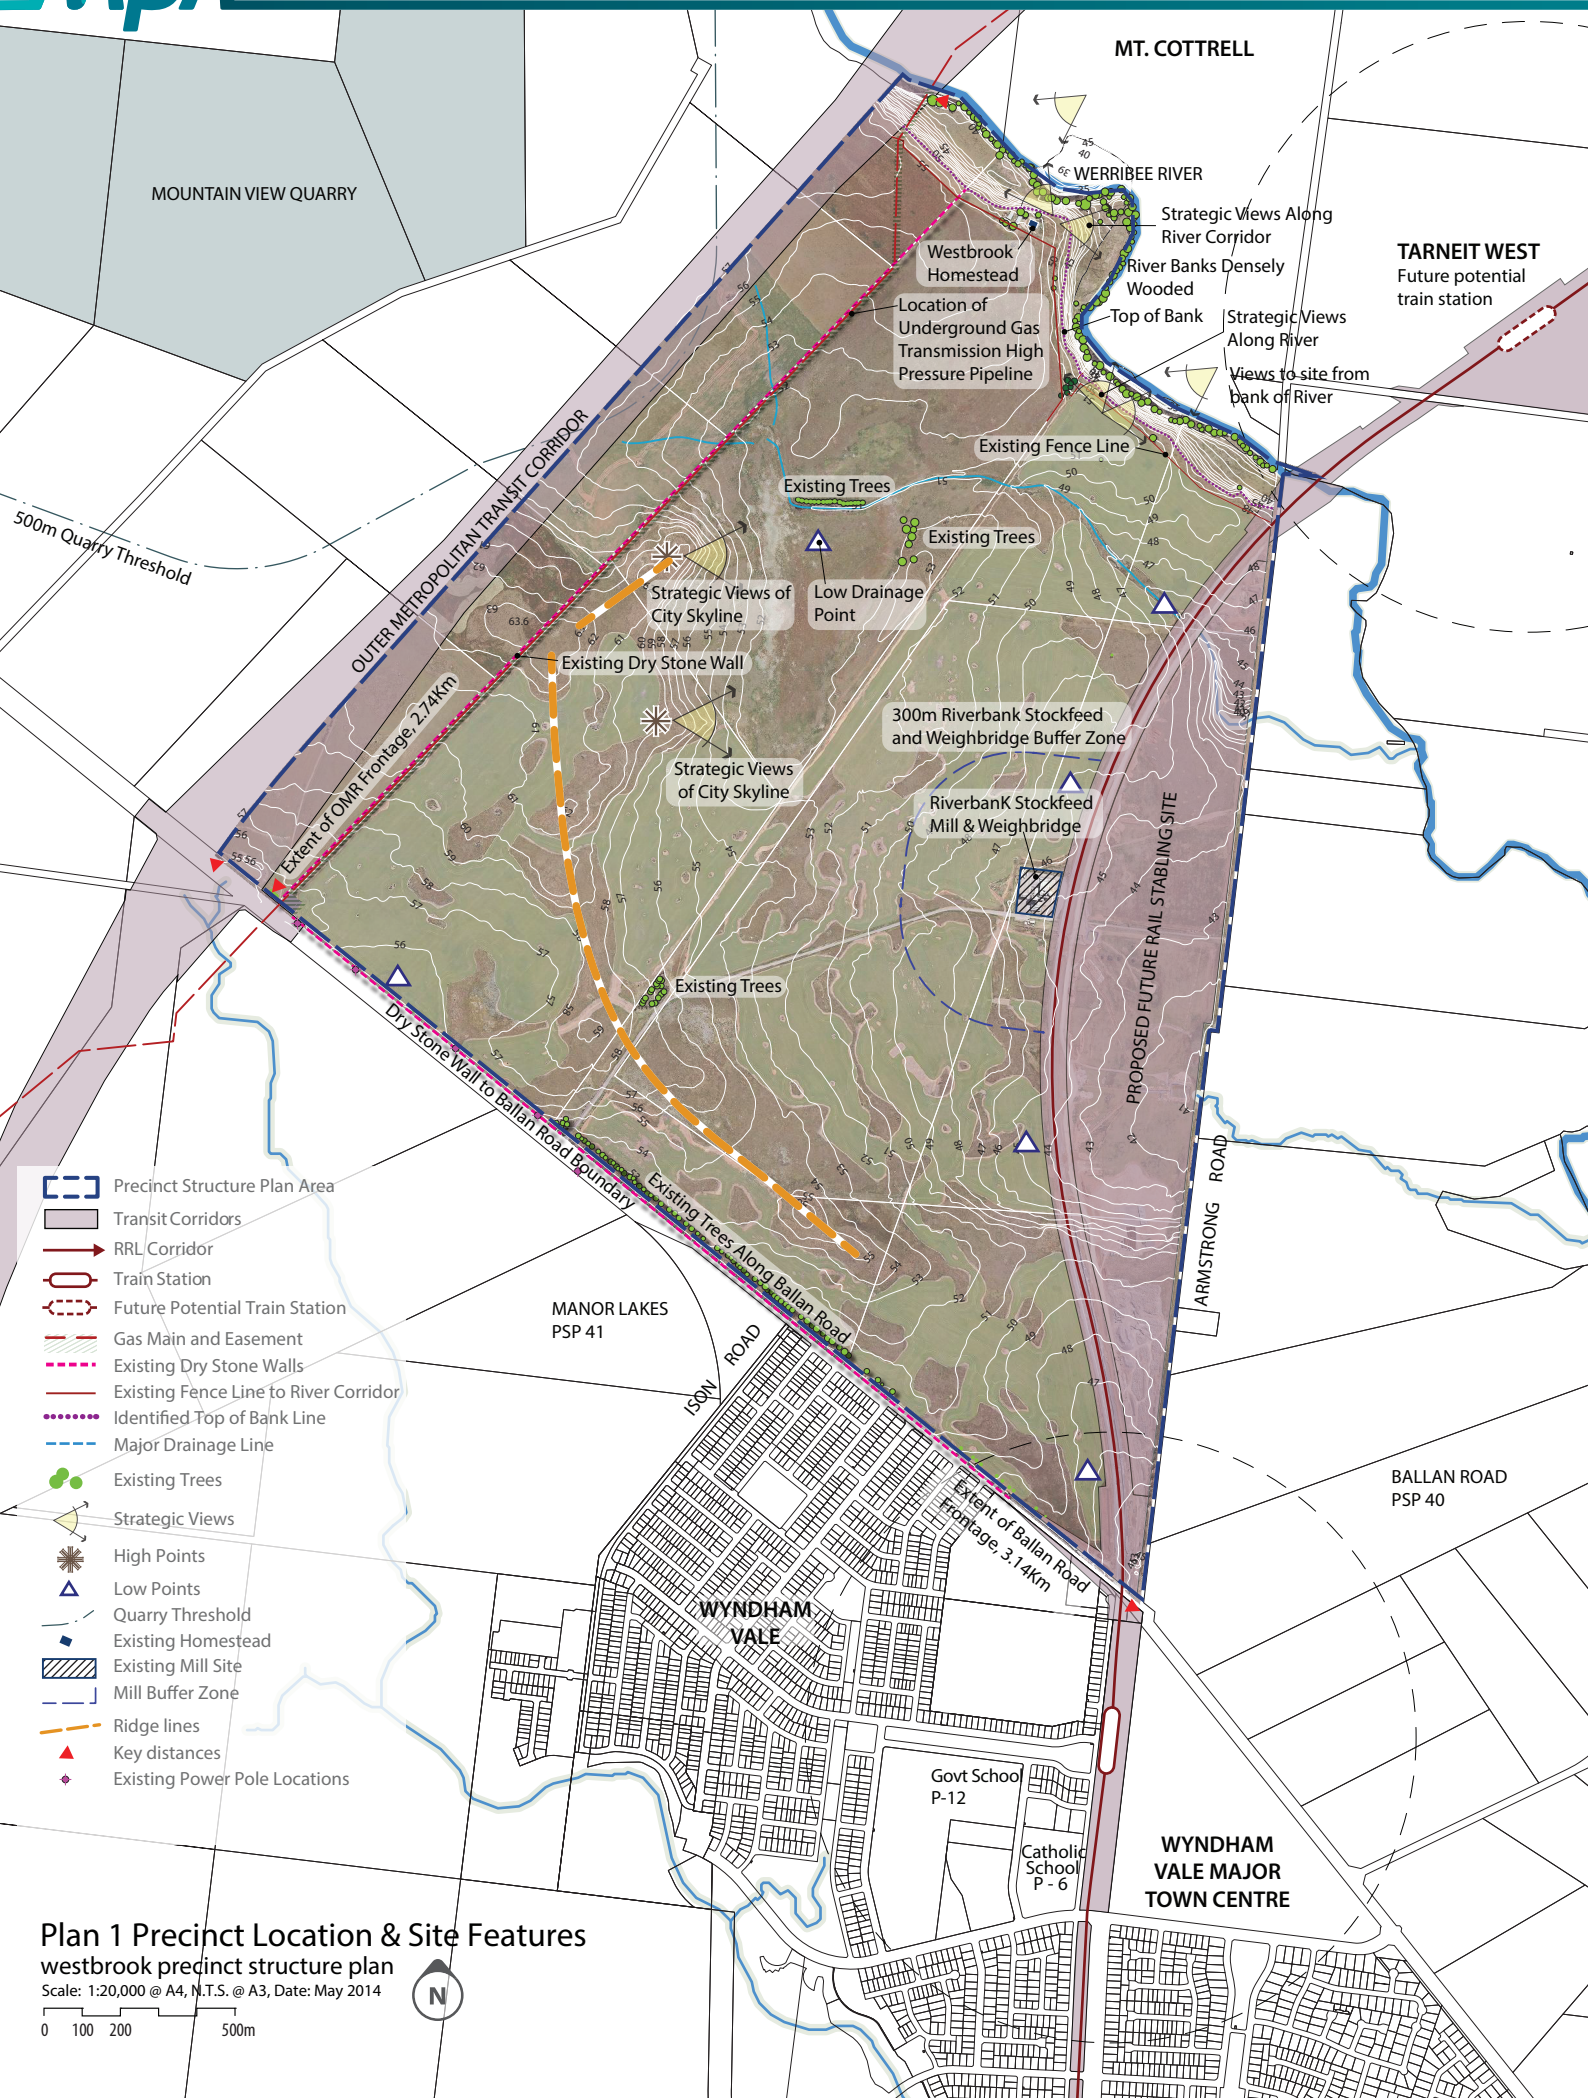 MT. COTTRELL
MOUNTAIN VIEW QUARRY
WERRIBEE RIVER
Strategic Views Along
River Corridor
TARNEIT WEST
Future potential
train station
Westbrook
Homestead
River Banks Densely
Wooded
Location of
Underground Gas
Transmission High
Pressure Pipeline
Top of Bank
Strategic Views
Along River
Views to site from
bank of River
Existing Fence Line
OUTER METROPOLITAN TRANSIT CORRIDOR
500m Quarry Threshold
Existing Trees
Existing Trees
Strategic Views of
City Skyline
Low Drainage
Point
63.6
Existing Dry Stone Wall
Extent of OMR Frontage, 2.74Km
300m Riverbank Stockfeed
and Weighbridge Buffer Zone
Strategic Views
of City Skyline
RiverbanK Stockfeed
Mill & Weighbridge
PROPOSED FUTURE RAIL STABLING SITE
Existing Trees
Dry Stone Wall to Ballan Road Boundary
Existing Trees Along Ballan Road
ARMSTRONG ROAD
MANOR LAKES
PSP 41
ISON ROAD
BALLAN ROAD
PSP 40
Extent of Ballan Road
Frontage, 3.14Km
WYNDHAM
VALE
Govt School
P-12
Catholic
School
P - 6
WYNDHAM
VALE MAJOR
TOWN CENTRE
Precinct Structure Plan Area
Transit Corridors
RRL Corridor
Train Station
Future Potential Train Station
Gas Main and Easement
Existing Dry Stone Walls
Existing Fence Line to River Corridor
Identified Top of Bank Line
Major Drainage Line
Existing Trees
Strategic Views
High Points
Low Points
Quarry Threshold
Existing Homestead
Existing Mill Site
Mill Buffer Zone
Ridge lines
Key distances
Existing Power Pole Locations
Plan 1 Precinct Location & Site Features
westbrook precinct structure plan
Scale: 1:20,000 @ A4, N.T.S. @ A3, Date: May 2014
N
0 100 200 500m